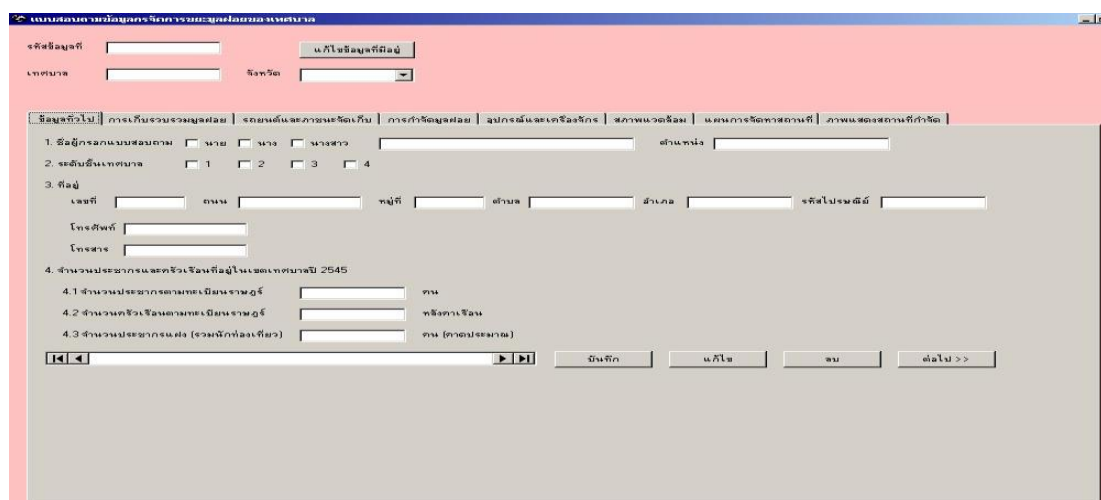 แบบสอบถามข้อมูลการจัดการขยะมูลฝอยของเทศบาล
รหัสข้อมูลที่ แก้ไขข้อมูลที่มีอยู่
เทศบาล จังหวัด
ข้อมูลทั่วไป การเก็บรวบรวมมูลฝอย รถยนต์และภาชนะจัดเก็บ การกำจัดมูลฝอย อุปกรณ์และเครื่องจักร สภาพแวดล้อม แผนการจัดหาสถานที่ ภาพแสดงสถานที่กำจัด
1. ชื่อผู้กรอกแบบสอบถาม นาย นาง นางสาว ตำแหน่ง
2. ระดับชั้นเทศบาล 1 2 3 4
3. ที่อยู่
เลขที่ ถนน หมู่ที่ ตำบล อำเภอ รหัสไปรษณีย์
โทรศัพท์
โทรสาร
4. จำนวนประชากรและครัวเรือนที่อยู่ในเขตเทศบาลปี 2545
4.1 จำนวนประชากรตามทะเบียนราษฎร์ คน
4.2 จำนวนครัวเรือนตามทะเบียนราษฎร์ หลังคาเรือน
4.3 จำนวนประชากรแฝง (รวมนักท่องเที่ยว) คน (คาดประมาณ)
บันทึก แก้ไข ลบ ต่อไป >>